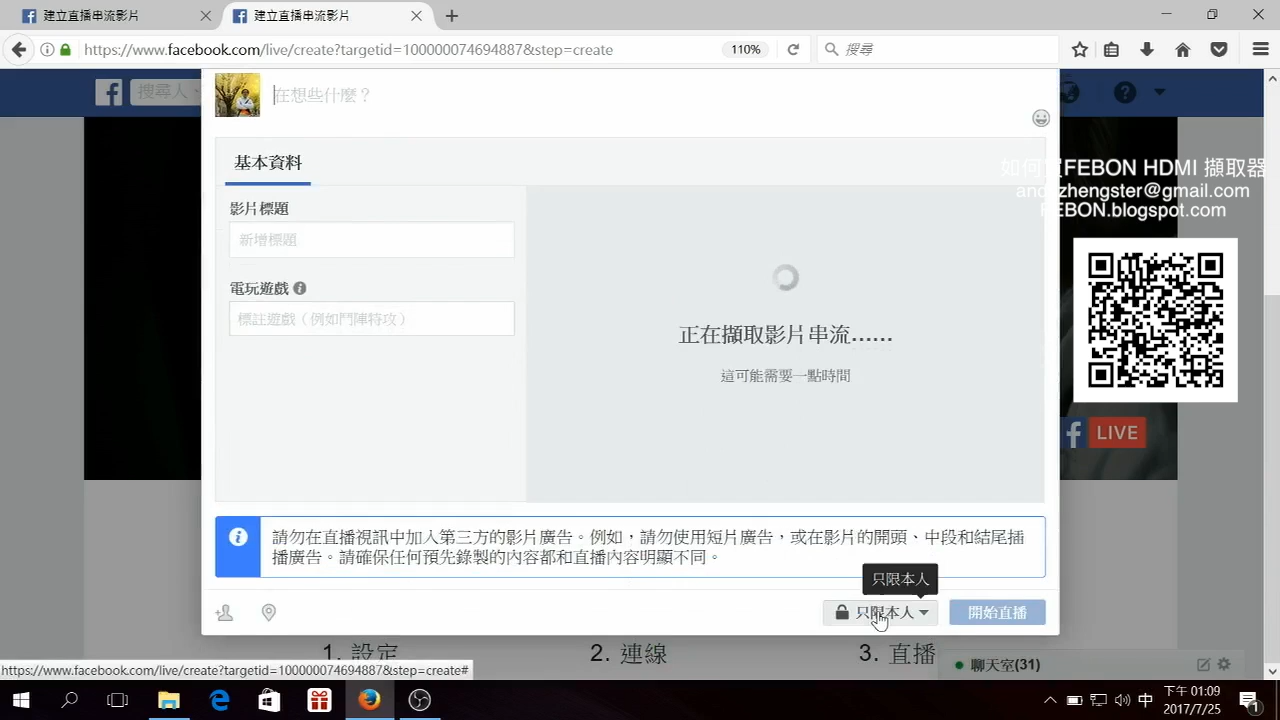 建立直播串流影片
建立直播串流影片
https://www.facebook.com/live/create?targetid=100000074694887&step=create
110%
搜尋
搜尋人、
在想些什麼？
基本資料
影片標題
新增標題
電玩遊戲
標註遊戲（例如鬥陣特攻）
正在擷取影片串流......
這可能需要一點時間
如何買FEBON HDMI 擷取器
FEBON.blogspot.com
LIVE
請勿在直播視訊中加入第三方的影片廣告。例如，請勿使用短片廣告，或在影片的開頭、中段和結尾插
播廣告。請確保任何預先錄製的內容都和直播內容明顯不同。
只限本人
只限本人
開始直播
1. 設定
2. 連線
3. 直播
聊天室(31)
https://www.facebook.com/live/create?targetid=100000074694887&step=create#
中
下午 01:09
2017/7/25
1